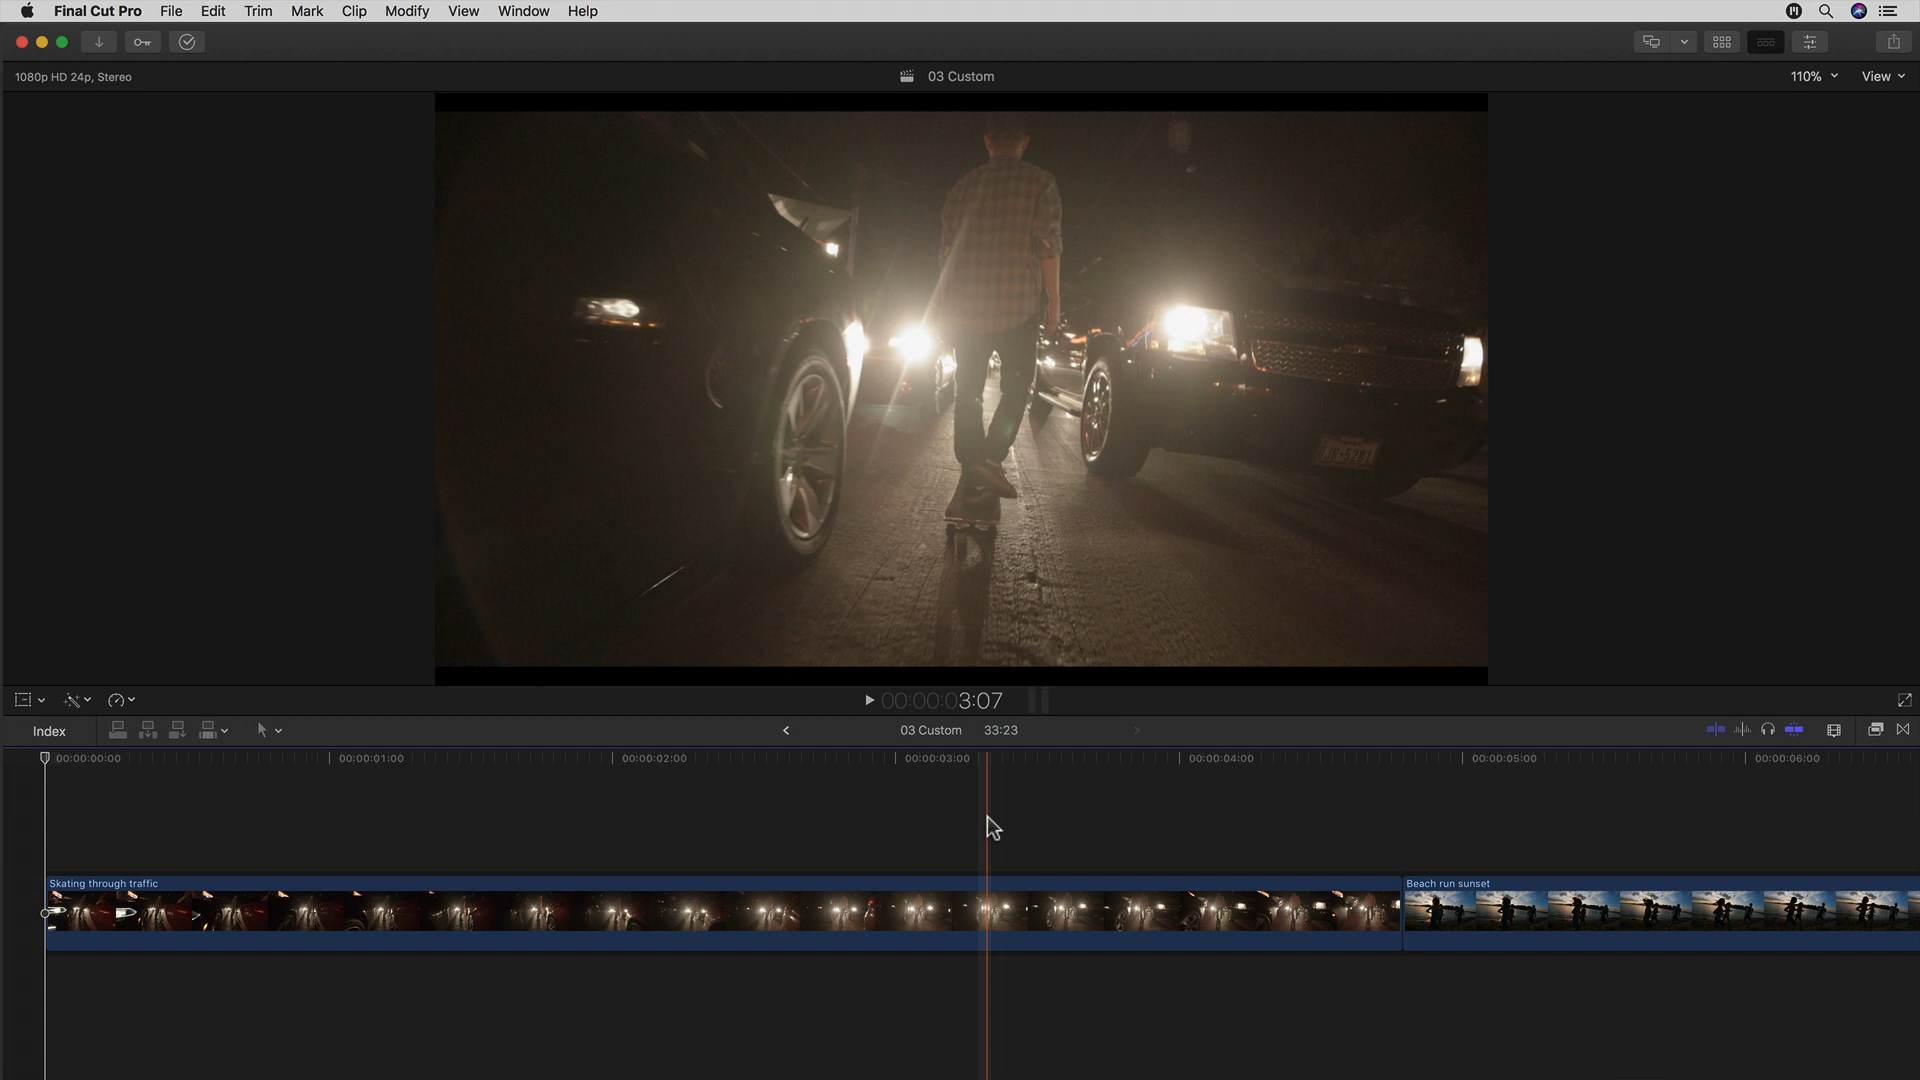 Final Cut Pro File Edit Trim Mark Clip Modify View Window Help
1080p HD 24p, Stereo
03 Custom
110%
View
00:00:03:07
Index
03 Custom
33:23
00:00:00:00 00:00:01:00 00:00:02:00 00:00:03:00 00:00:04:00 00:00:05:00 00:00:06:00
Skating through traffic
Beach run sunset